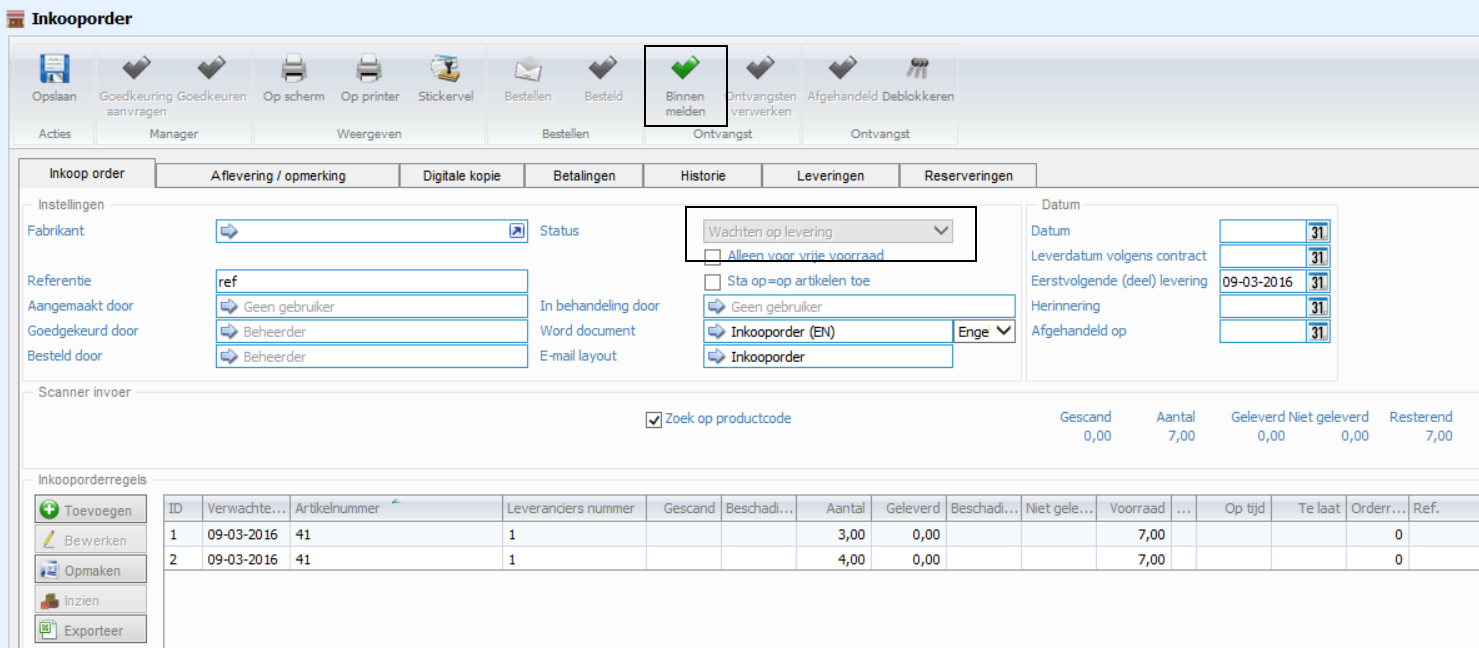 Inkooporder
Opslaan
Goedkeuring aanvragen
Goedkeuren
Op scherm
Op printer
Stickervel
Bestellen
Besteld
Binnen melden
Ontvangsten verwerken
Afgehandeld
Deblokkeren
Acties
Manager
Weergeven
Bestellen
Ontvangst
Ontvangst
Inkoop order
Aflevering / opmerking
Digitale kopie
Betalingen
Historie
Leveringen
Reserveringen
Instellingen
Fabrikant
Status
Wachten op levering
Alleen voor vrije voorraad
Referentie
ref
Sta op=op artikelen toe
Aangemaakt door
Geen gebruiker
In behandeling door
Geen gebruiker
Goedgekeurd door
Beheerder
Word document
Inkooporder (EN)
Engel
Besteld door
Beheerder
E-mail layout
Inkooporder
Datum
Datum
31
Leverdatum volgens contract
31
Eerstvolgende (deel) levering
09-03-2016
31
Herinnering
31
Afgehandeld op
31
Scanner invoer
Zoek op productcode
Gescand Aantal Geleverd Niet geleverd Resterend
0,00 7,00 0,00 0,00 7,00
Inkooporderregels
Toevoegen
Bewerken
Opmaken
Inzien
Exporteer
ID Verwachte... Artikelnummer Leveranciers nummer Gescand Beschadi... Aantal Geleverd Beschadi... Niet gele... Voorraad ... Op tijd Te laat Orderr... Ref.
1 09-03-2016 41 1 3,00 0,00 7,00 0
2 09-03-2016 41 1 4,00 0,00 7,00 0